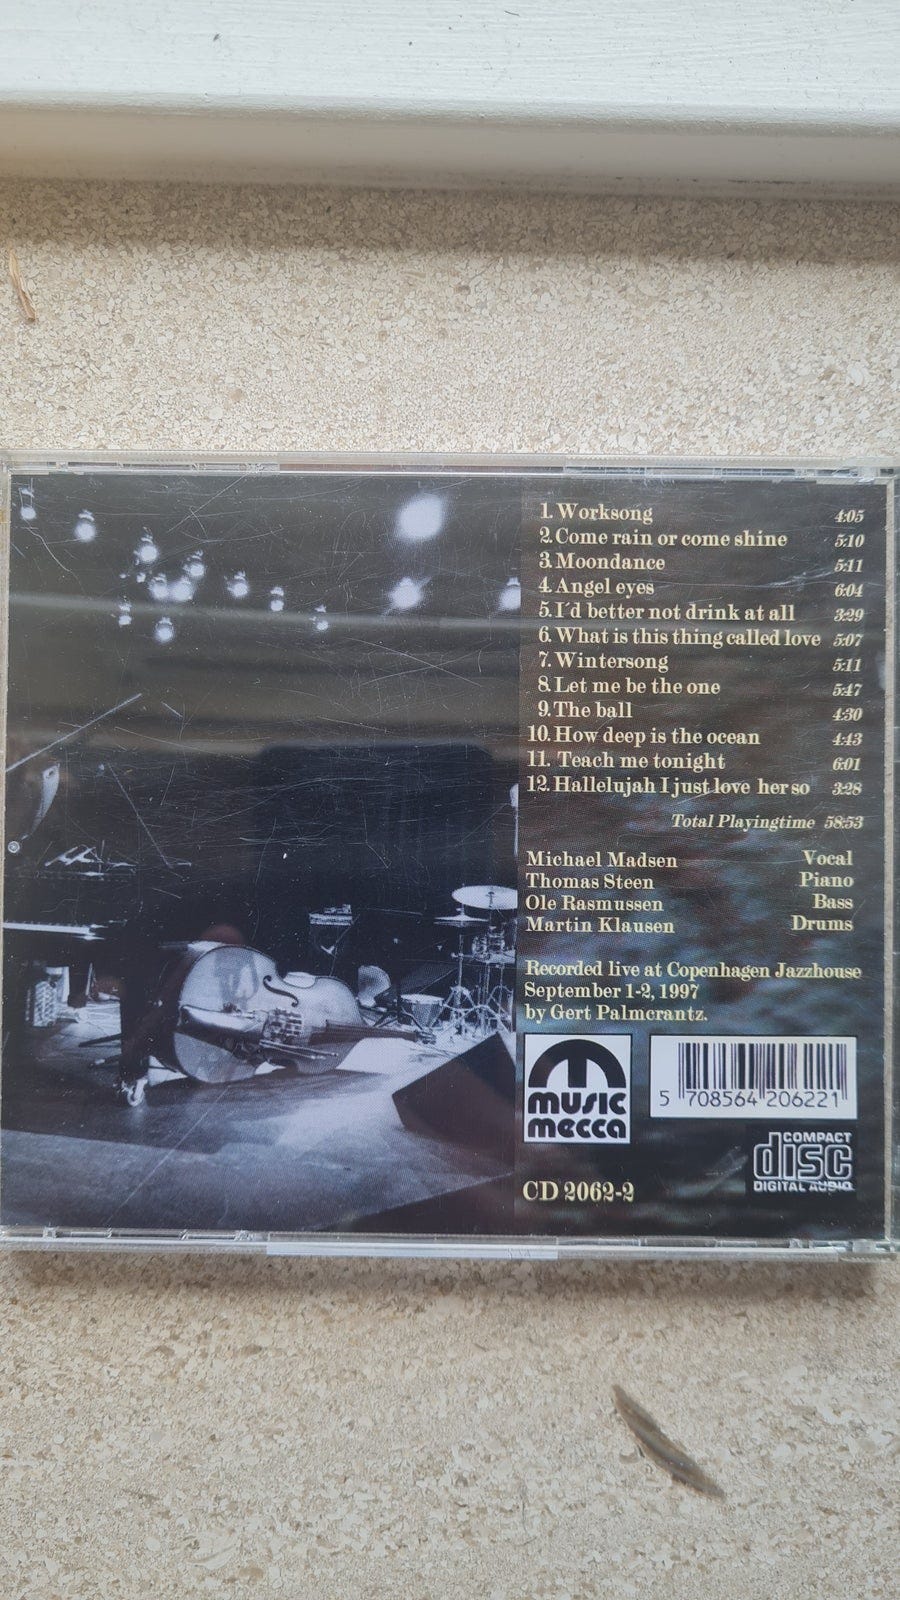 1. Worksong 4:05
2. Come rain or come shine 5:10
3. Moondance 5:11
4. Angel eyes 6:04
5. I'd better not drink at all 3:29
6. What is this thing called love 5:07
7. Wintersong 5:11
8. Let me be the one 5:47
9. The ball 4:30
10. How deep is the ocean 4:43
11. Teach me tonight 6:01
12. Hallelujah I just love her so 3:28
Total Playingtime 58:53
Michael Madsen Vocal
Thomas Steen Piano
Ole Rasmussen Bass
Martin Klausen Drums
Recorded live at Copenhagen Jazzhouse
September 1-2, 1997
by Gert Palmcrantz.
music
mecca
5 708564 206221
COMPACT
disc
DIGITAL AUDIO
CD 2062-2